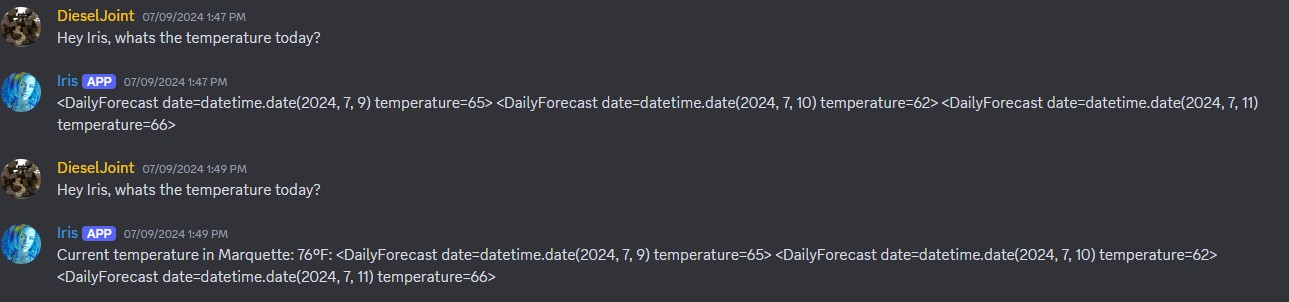 DieselJoint 07/09/2024 1:47 PM
Hey Iris, whats the temperature today?
Iris APP 07/09/2024 1:47 PM
<DailyForecast date=datetime.date(2024, 7, 9) temperature=65> <DailyForecast date=datetime.date(2024, 7, 10) temperature=62> <DailyForecast date=datetime.date(2024, 7, 11)
temperature=66>
DieselJoint 07/09/2024 1:49 PM
Hey Iris, whats the temperature today?
Iris APP 07/09/2024 1:49 PM
Current temperature in Marquette: 76°F: <DailyForecast date=datetime.date(2024, 7, 9) temperature=65> <DailyForecast date=datetime.date(2024, 7, 10) temperature=62>
<DailyForecast date=datetime.date(2024, 7, 11) temperature=66>